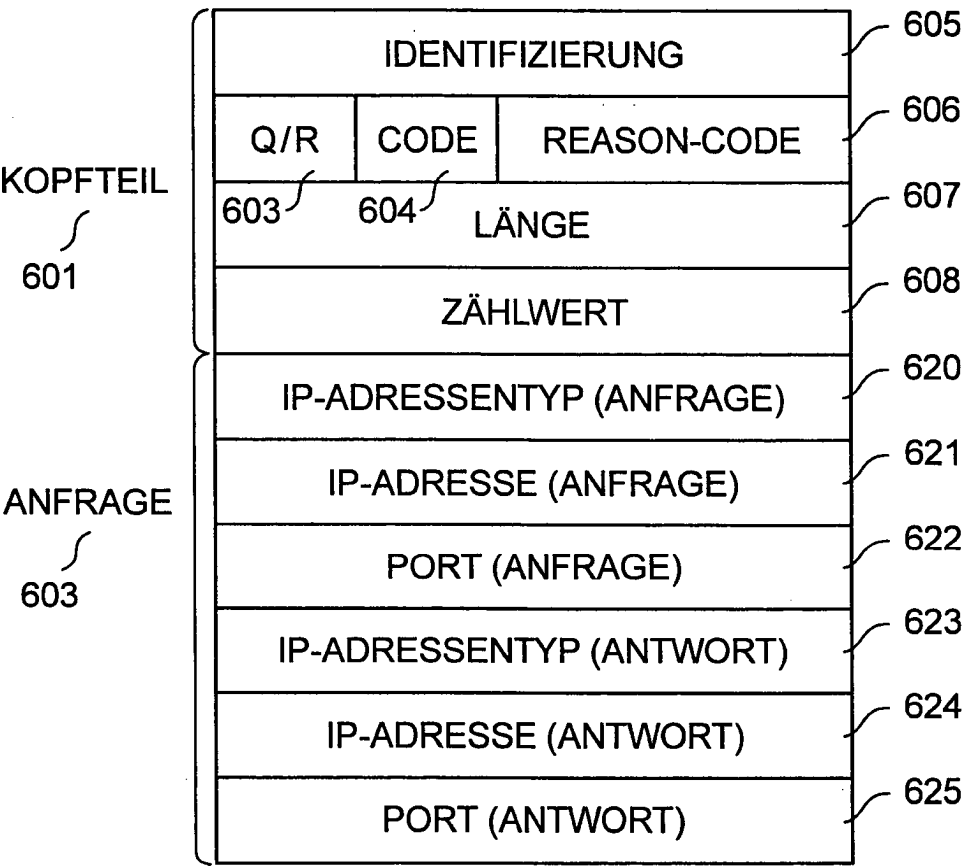 IDENTIFIZIERUNG
605
Q/R
CODE
REASON-CODE
606
KOPFTEIL
601
603
604
LÄNGE
607
ZÄHLWERT
608
IP-ADRESSENTYP (ANFRAGE)
620
IP-ADRESSE (ANFRAGE)
621
ANFRAGE
603
PORT (ANFRAGE)
622
IP-ADRESSENTYP (ANTWORT)
623
IP-ADRESSE (ANTWORT)
624
PORT (ANTWORT)
625